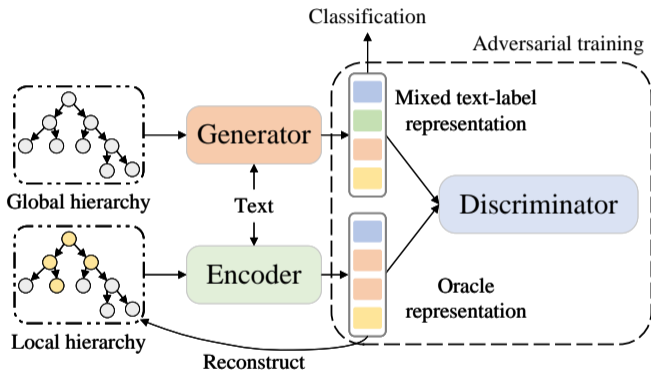 Classification
Adversarial training
Generator
Mixed text-label
representation
Global hierarchy
Text
Discriminator
Encoder
Oracle
representation
Local hierarchy
Reconstruct